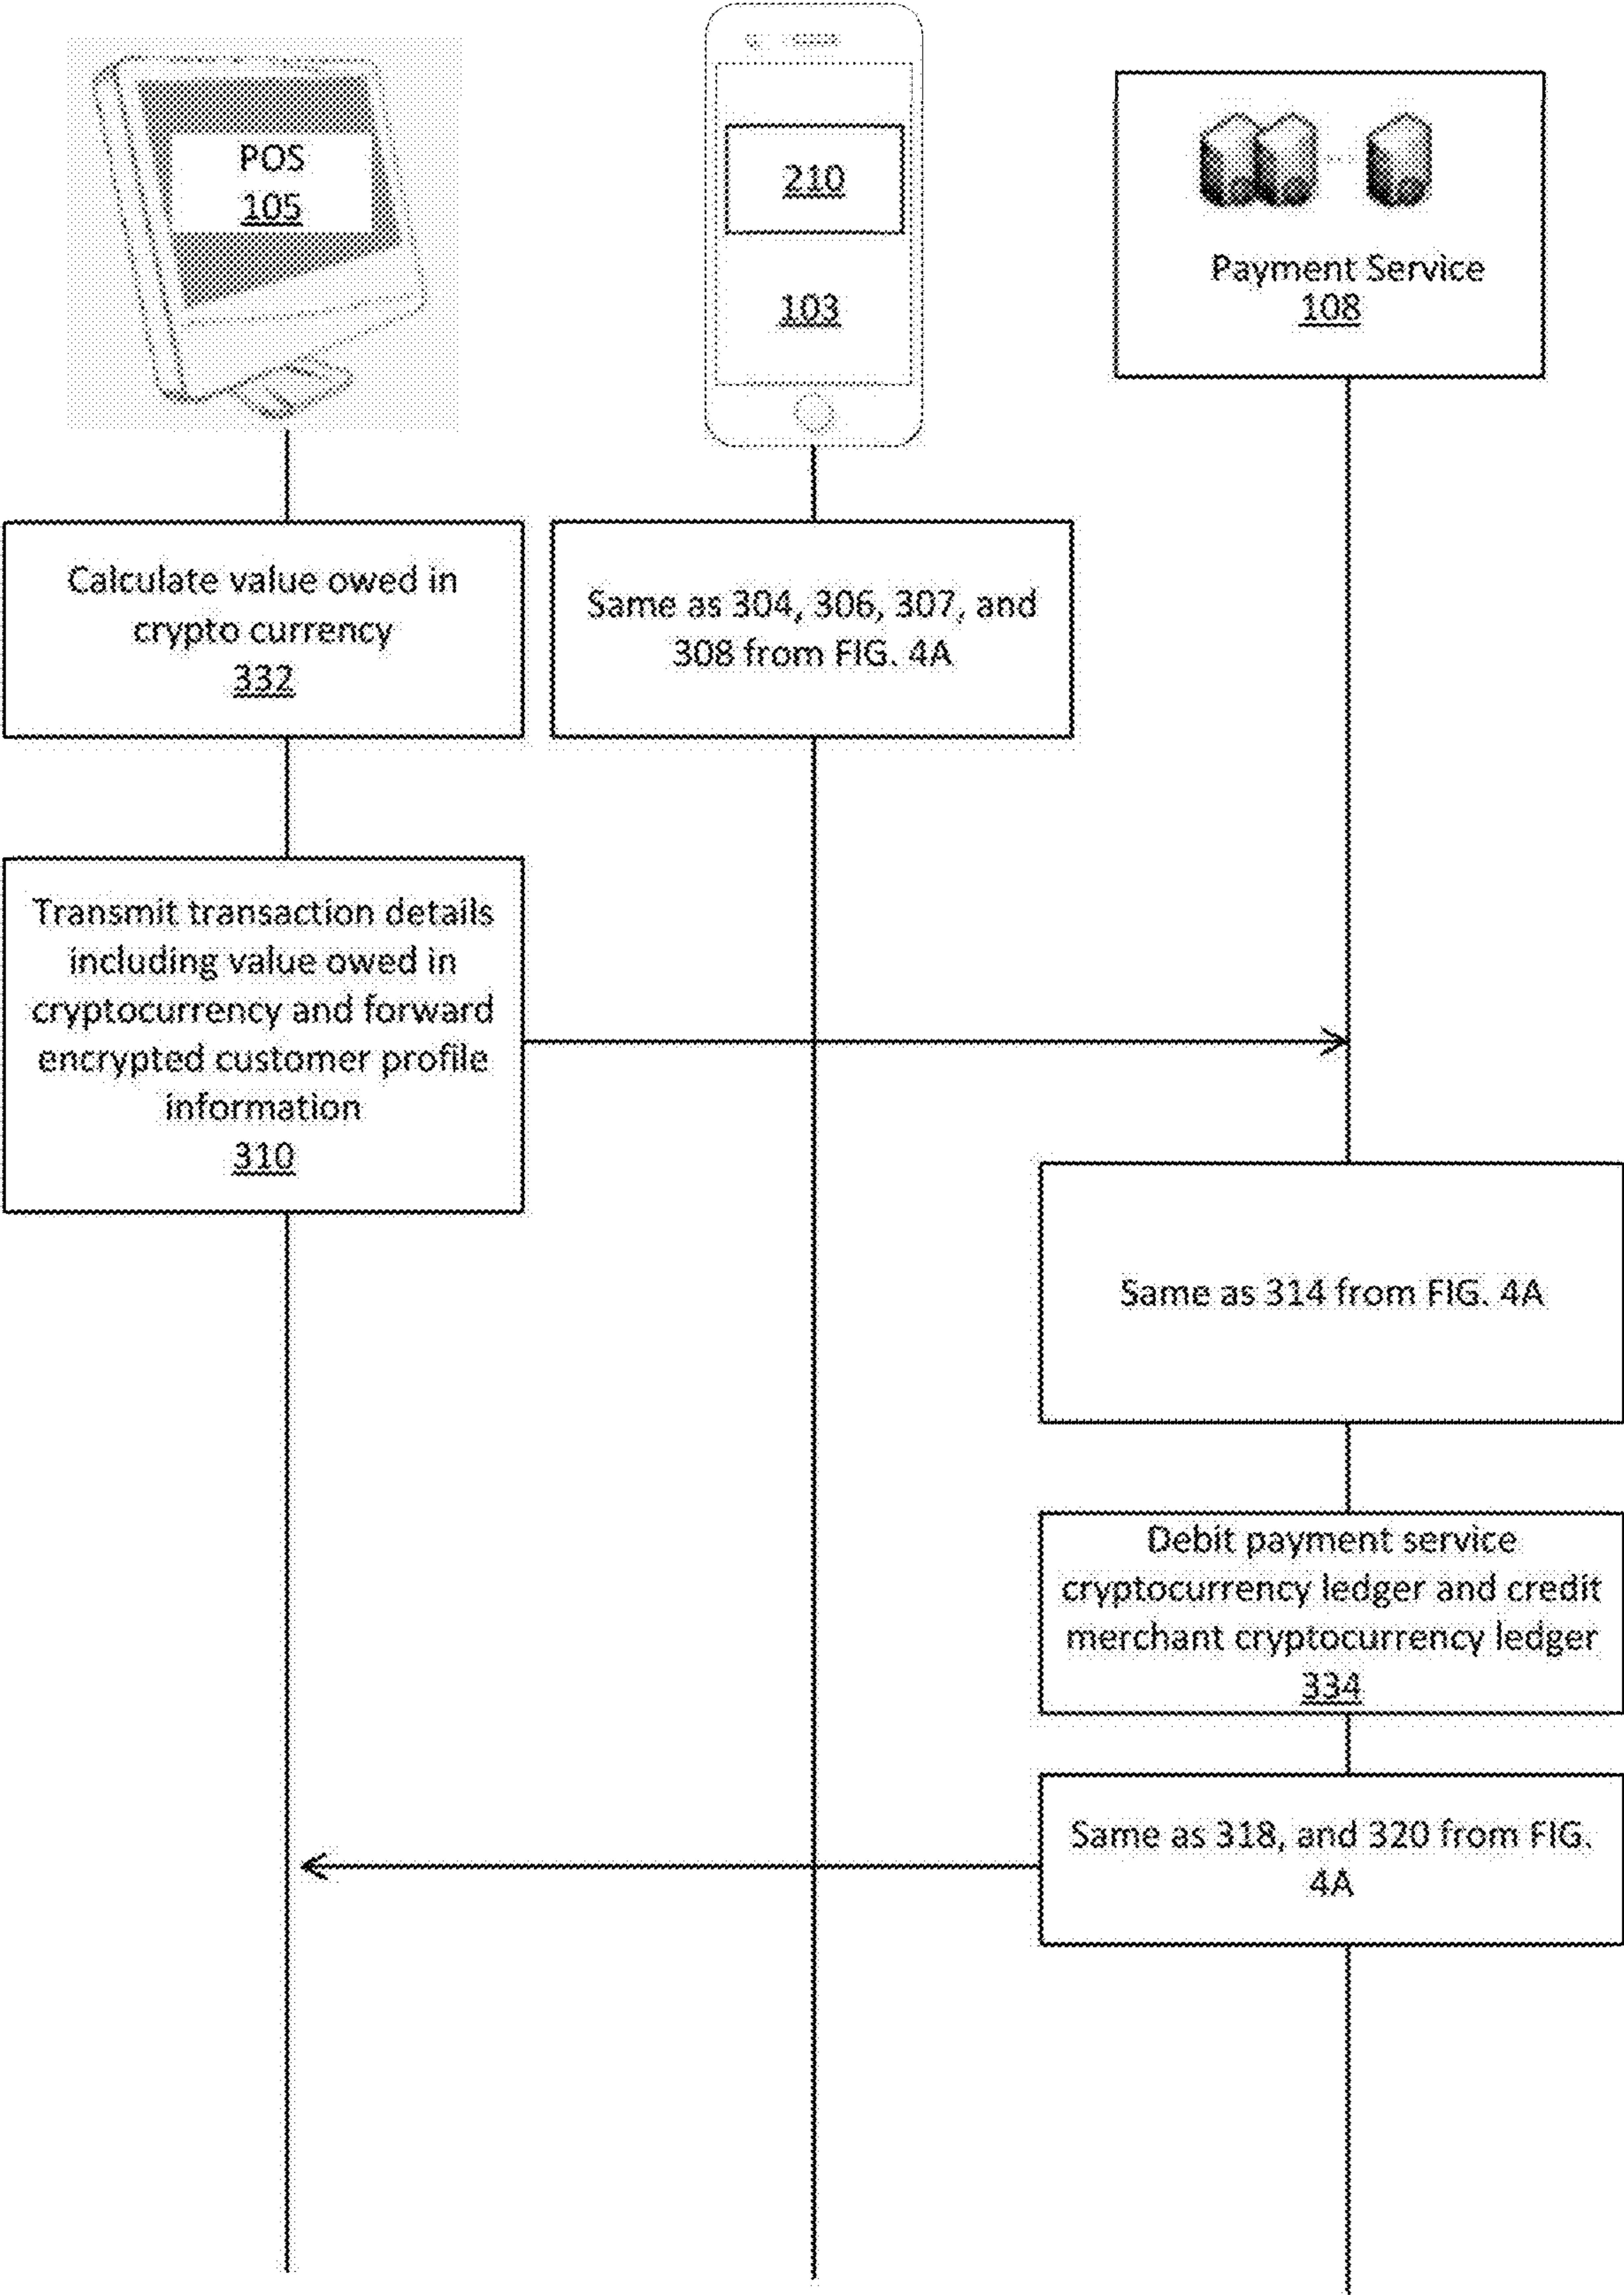 POS
105
210
103
Payment Service
108
Calculate value owed in
crypto currency
332
Same as 304, 306, 307, and
308 from FIG. 4A
Transmit transaction details
including value owed in
cryptocurrency and forward
encrypted customer profile
information
310
Same as 314 from FIG. 4A
Debit payment service
cryptocurrency ledger and credit
merchant cryptocurrency ledger
334
Same as 318, and 320 from FIG.
4A